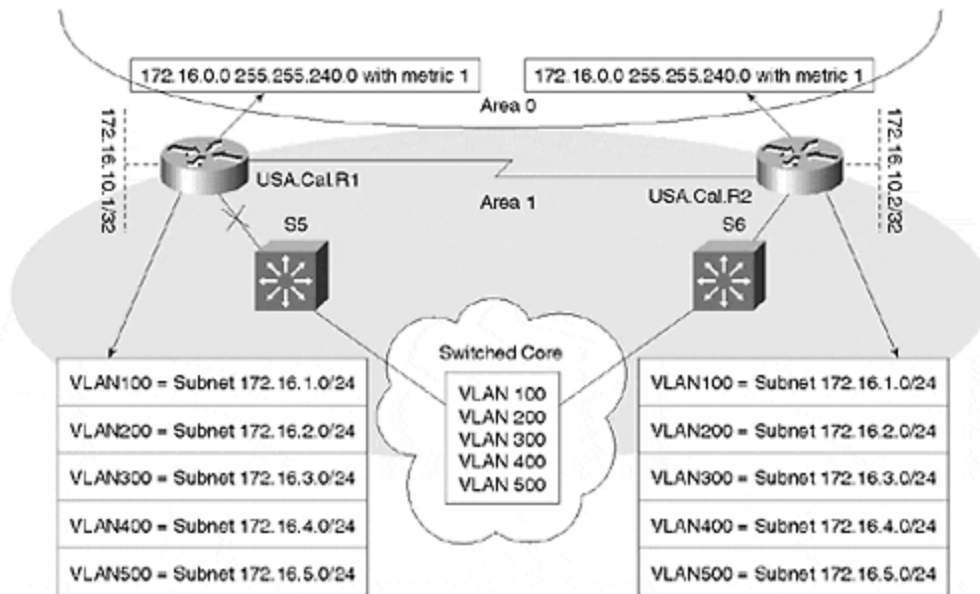 172.16.0.0 255.255.240.0 with metric 1
172.16.0.0 255.255.240.0 with metric 1
Area 0
172.16.10.1/32
172.16.10.2/32
USA.Cal.R1
Area 1
USA.Cal.R2
S5
S6
Switched Core
VLAN 100
VLAN 200
VLAN 300
VLAN 400
VLAN 500
VLAN100 = Subnet 172.16.1.0/24
VLAN200 = Subnet 172.16.2.0/24
VLAN300 = Subnet 172.16.3.0/24
VLAN400 = Subnet 172.16.4.0/24
VLAN500 = Subnet 172.16.5.0/24
VLAN100 = Subnet 172.16.1.0/24
VLAN200 = Subnet 172.16.2.0/24
VLAN300 = Subnet 172.16.3.0/24
VLAN400 = Subnet 172.16.4.0/24
VLAN500 = Subnet 172.16.5.0/24